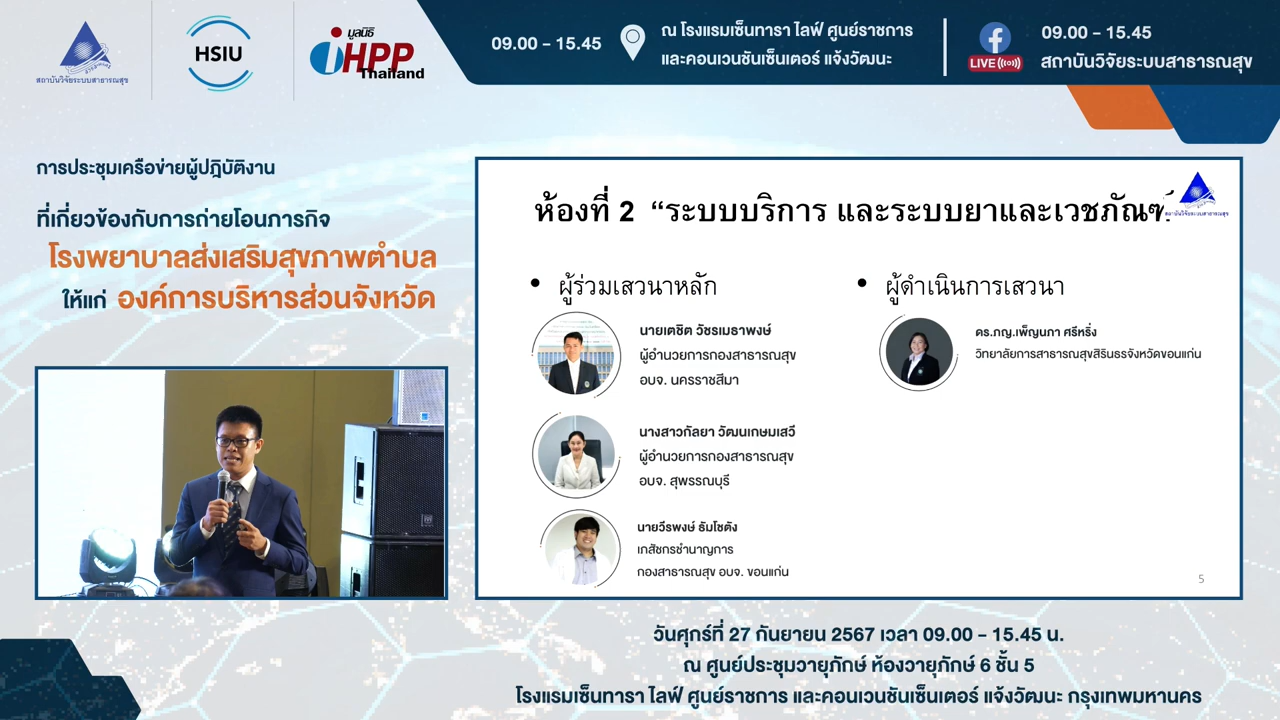 สถาบันวิจัยระบบสาธารณสุข
HSIU
มูลนิธิ
iHPP
Thailand
09.00 - 15.45
ณ โรงแรมเซ็นทารา ไลฟ์ ศูนย์ราชการ
และคอนเวนชันเซ็นเตอร์ แจ้งวัฒนะ
LIVE
09.00 - 15.45
สถาบันวิจัยระบบสาธารณสุข
การประชุมเครือข่ายผู้ปฏิบัติงาน
ที่เกี่ยวข้องกับการถ่ายโอนภารกิจ
โรงพยาบาลส่งเสริมสุขภาพตำบล
ให้แก่ องค์การบริหารส่วนจังหวัด
ห้องที่ 2 “ระบบบริการ และระบบยาและเวชภัณฑ์
สถาบันวิจัยระบบสาธารณสุข
• ผู้ร่วมเสวนาหลัก
นายเตชิต วัชรเมธาพงษ์
ผู้อำนวยการกองสาธารณสุข
อบจ. นครราชสีมา
นางสาวกัลยา วัฒนเกษมเสวี
ผู้อำนวยการกองสาธารณสุข
อบจ. สุพรรณบุรี
นายวีรพงษ์ ธัมโชตัง
เภสัชกรชำนาญการ
กองสาธารณสุข อบจ. ขอนแก่น
• ผู้ดำเนินการเสวนา
ดร.ภญ.เพ็ญนภา ศรีหริ่ง
วิทยาลัยการสาธารณสุขสิรินธรจังหวัดขอนแก่น
5
วันศุกร์ที่ 27 กันยายน 2567 เวลา 09.00 - 15.45 น.
ณ ศูนย์ประชุมวายุภักษ์ ห้องวายุภักษ์ 6 ชั้น 5
โรงแรมเซ็นทารา ไลฟ์ ศูนย์ราชการ และคอนเวนชันเซ็นเตอร์ แจ้งวัฒนะ กรุงเทพมหานคร